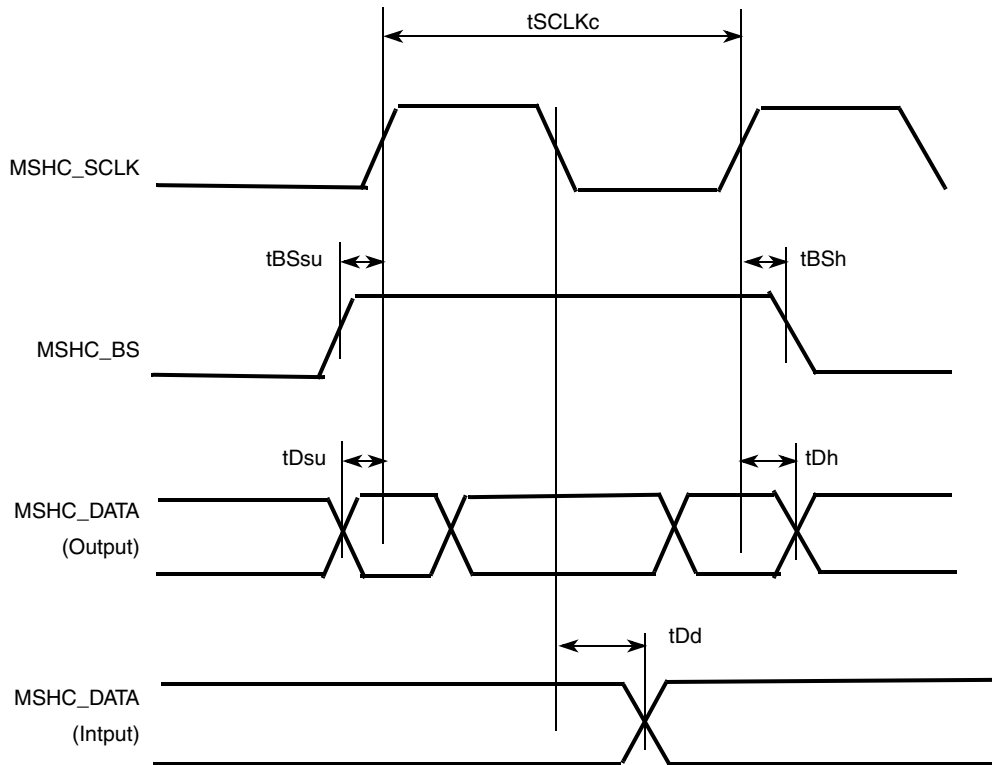 tSCLKc
MSHC_SCLK
tBSsu
tBSh
MSHC_BS
tDsu
tDh
MSHC_DATA
(Output)
tDd
MSHC_DATA
(Intput)